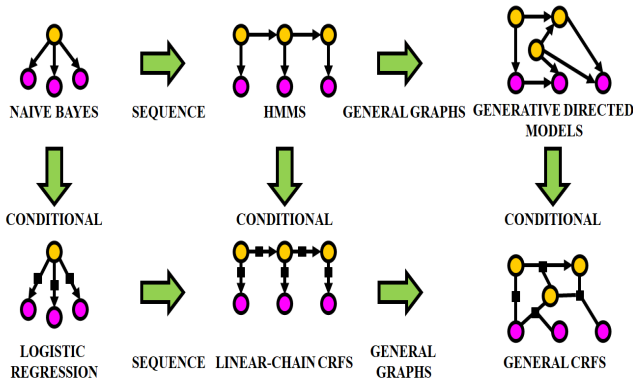 NAIVE BAYES
SEQUENCE
HMMS
GENERAL GRAPHS
GENERATIVE DIRECTED
MODELS
CONDITIONAL
CONDITIONAL
CONDITIONAL
LOGISTIC
REGRESSION
SEQUENCE
LINEAR-CHAIN CRFS
GENERAL
GRAPHS
GENERAL CRFS